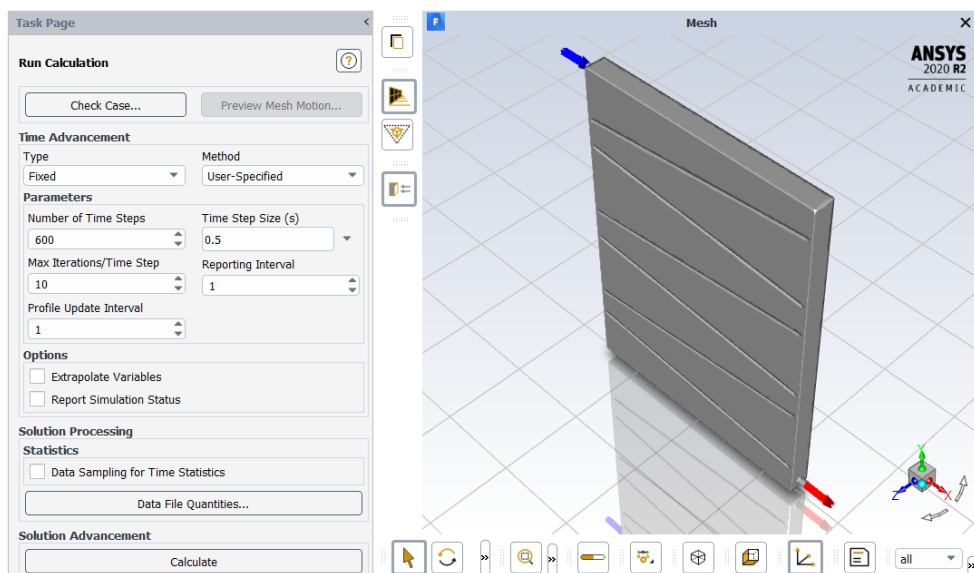 Task Page
<
Run Calculation
?
Check Case...
Preview Mesh Motion...
Time Advancement
Type
Method
Fixed
User-Specified
Parameters
Number of Time Steps
Time Step Size (s)
600
0.5
Max Iterations/Time Step
Reporting Interval
10
1
Profile Update Interval
1
Options
Extrapolate Variables
Report Simulation Status
Solution Processing
Statistics
Data Sampling for Time Statistics
Data File Quantities...
Solution Advancement
Calculate
F
Mesh
ANSYS
2020 R2
ACADEMIC
Y
Z
X
»
»
all
»